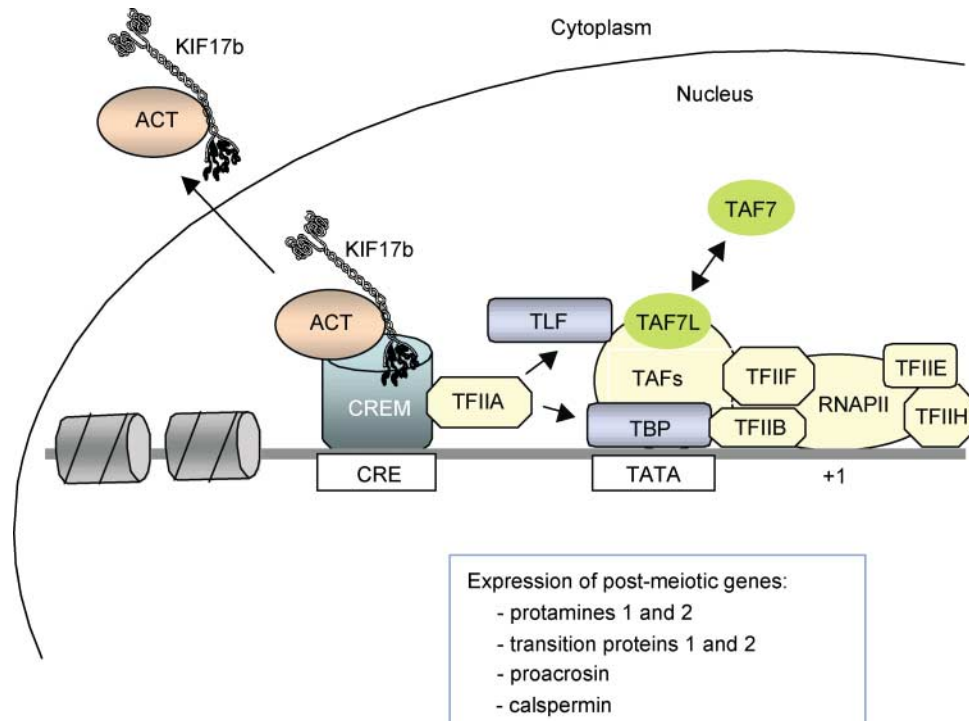 KIF17b
Cytoplasm
Nucleus
ACT
TAF7
KIF17b
ACT
TLF
TAF7L
TAFs
TFIIF
TFIIE
CREM
TFIIA
RNAPII
TFIIH
TBP
TFIIB
CRE
TATA
+1
Expression of post-meiotic genes:
- protamines 1 and 2
- transition proteins 1 and 2
- proacrosin
- calspermin